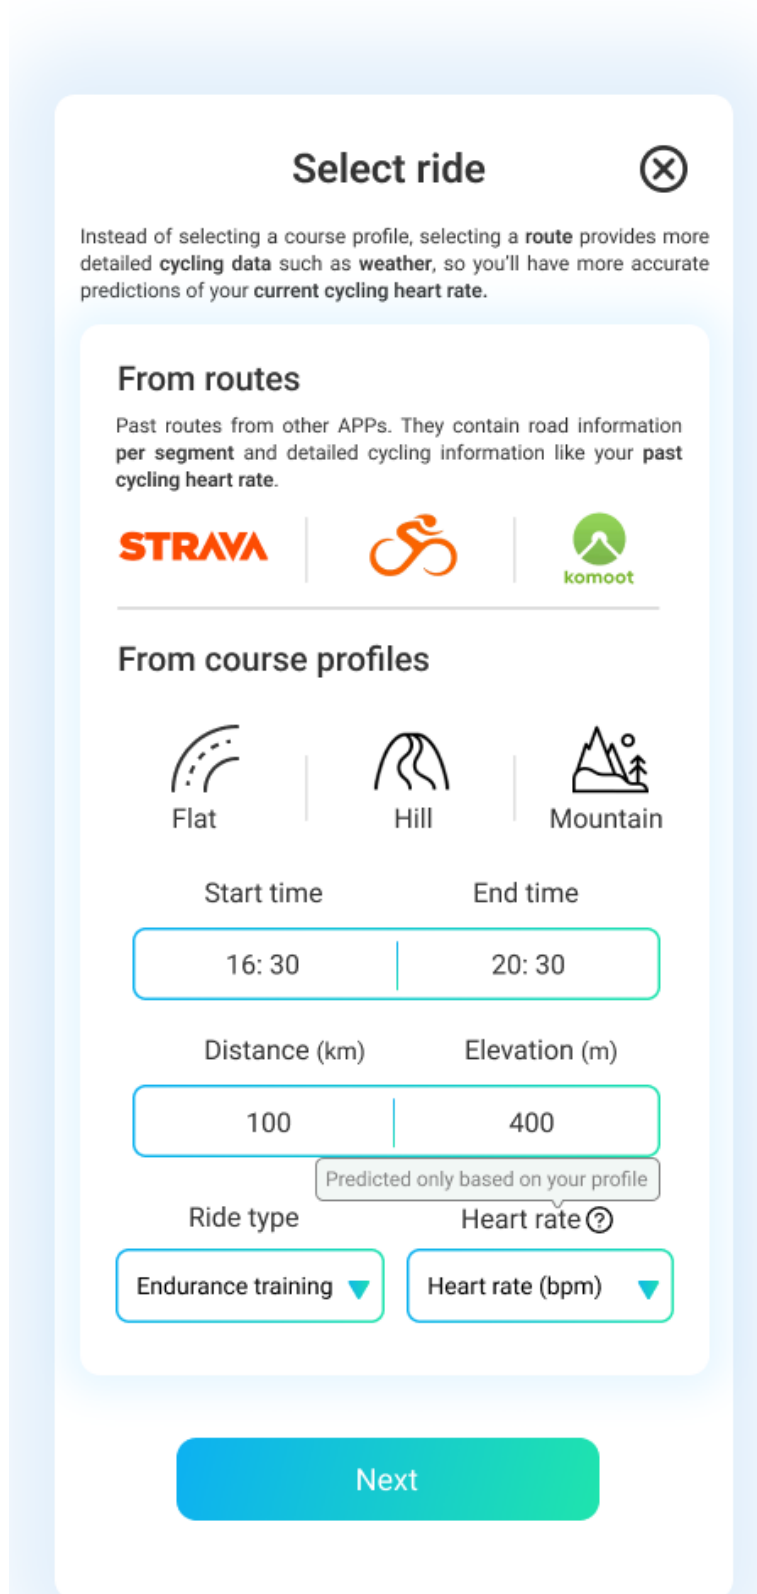 Select ride
Instead of selecting a course profile, selecting a route provides more
detailed cycling data such as weather, so you'll have more accurate
predictions of your current cycling heart rate.
From routes
Past routes from other APPs. They contain road information
per segment and detailed cycling information like your past
cycling heart rate.
STRAVA
komoot
From course profiles
Flat Hill Mountain
Start time End time
16: 30 20: 30
Distance (km) Elevation (m)
100 400
Predicted only based on your profile
Ride type Heart rate ?
Endurance training Heart rate (bpm)
Next